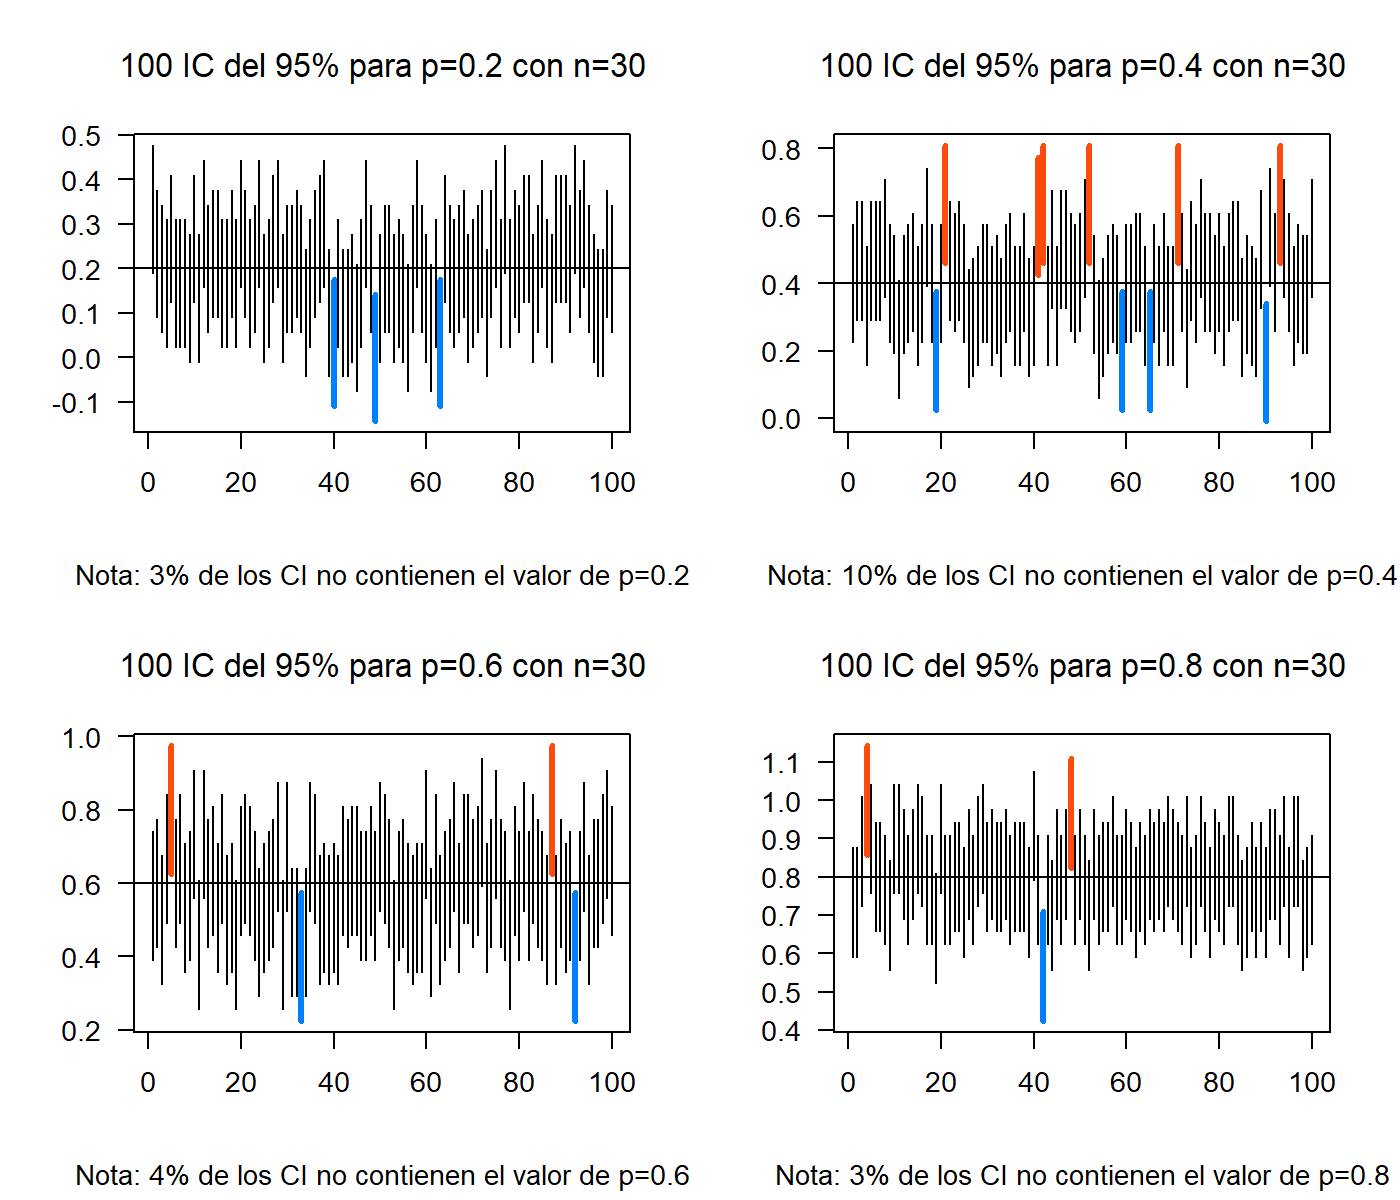 100 IC del 95% para p=0.2 con n=30
0.5
0.4
0.3
0.2
0.1
0.0
-0.1
0 20 40 60 80 100
Nota: 3% de los CI no contienen el valor de p=0.2
100 IC del 95% para p=0.4 con n=30
0.8
0.6
0.4
0.2
0.0
0 20 40 60 80 100
Nota: 10% de los CI no contienen el valor de p=0.4
100 IC del 95% para p=0.6 con n=30
1.0
0.8
0.6
0.4
0.2
0 20 40 60 80 100
Nota: 4% de los CI no contienen el valor de p=0.6
100 IC del 95% para p=0.8 con n=30
1.1
1.0
0.9
0.8
0.7
0.6
0.5
0.4
0 20 40 60 80 100
Nota: 3% de los CI no contienen el valor de p=0.8